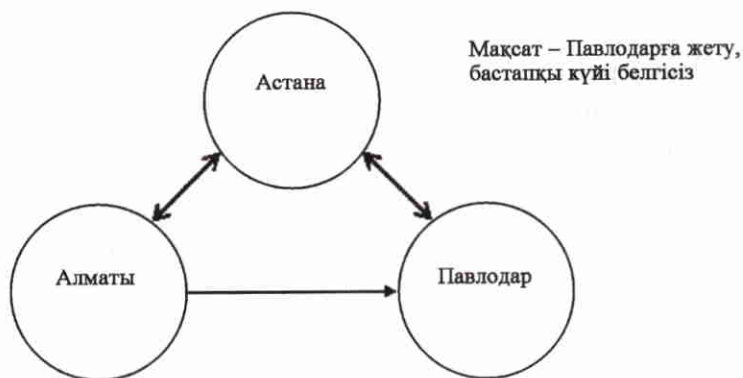 Астана
Мақсат – Павлодарға жету,
бастапқы күйі белгісіз
Алматы
Павлодар